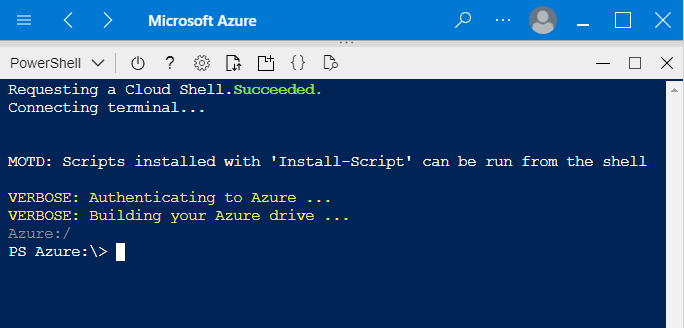 Microsoft Azure
PowerShell
Requesting a Cloud Shell.Succeeded.
Connecting terminal...
MOTD: Scripts installed with 'Install-Script' can be run from the shell
VERBOSE: Authenticating to Azure ...
VERBOSE: Building your Azure drive ...
Azure:/
PS Azure:\>